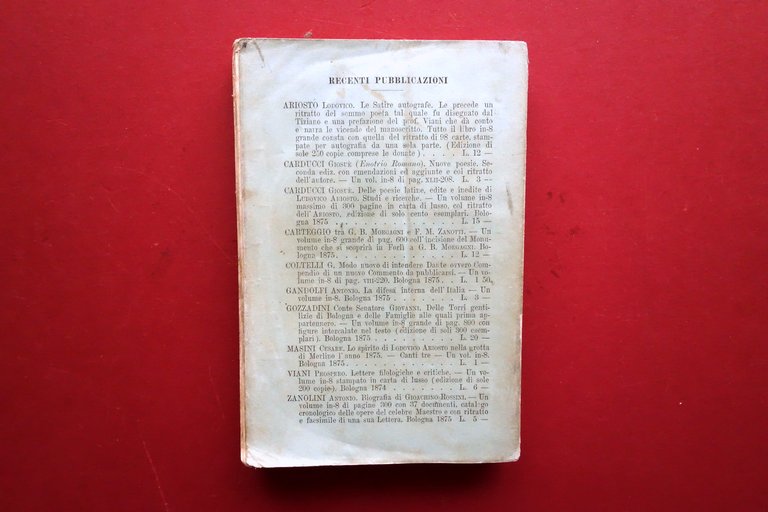 RECENTI PUBBLICAZIONI
ARIOSTO LODOVICO. Le Satire autografe. Le precede un
ritratto del sommo poeta tal quale fu disegnato dal
Tiziano e una prefazione del prof. Viani che dà conto
e narra le vicende del manoscritto. Tutto il libro in-8
grande consta con quella del ritratto di 98 carte, stam-
pate per autografia da una sola parte. (Edizione di
sole 250 copie comprese le donate) . . . . L. 12 —
CARDUCCI GIOSUÈ (Enotrio Romano). Nuove poesie. Se-
conda ediz. con emendazioni ed aggiunte e col ritratto
dell'autore. — Un vol. in-8 di pag. XLII-208. L. 3 —
CARDUCCI GIOSUÈ. Delle poesie latine, edite e inedite di
LUDOVICO ARIOSTO. Studi e ricerche. — Un volume in-8
massimo di 300 pagine in carta di lusso, col ritratto
dell'ARIOSTO, edizione di solo cento esemplari. Bolo-
gna 1875 . . . . . . . . . . . . . . L. 15 —
CARTEGGIO tra G. B. MORGAGNI e F. M. ZANOTTI. — Un
volume in-8 grande di pag. 600 coll'incisione del Monu-
mento che si scoprirà in Forlì a G. B. MORGAGNI. Bo-
logna 1875 . . . . . . . . . . . . . . L. 12 —
COLTELLI G. Modo nuovo di intendere Dante ovvero Com-
pendio di un nuovo Commento da pubblicarsi. — Un vo-
lume in-8 di pag. VIII-220. Bologna 1875 . . L. 1 50
GANDOLFI ANTONIO. La difesa interna dell'Italia — Un
volume in-8. Bologna 1875 . . . . . . . L. 3 —
GOZZADINI Conte Senatore GIOVANNI. Delle Torri genti-
lizie di Bologna e delle Famiglie alle quali prima ap-
partennero. — Un volume in-8 grande di pag. 800 con
figure intercalate nel testo (edizione di soli 300 esem-
plari). Bologna 1875 . . . . . . . . . . L. 20 —
MASINI CESARE. Lo spirito di LODOVICO ARIOSTO nella grotta
di Merlino l'anno 1875. — Canti tre — Un vol. in-8.
Bologna 1875 . . . . . . . . . . . . . L. 1 —
VIANI PROSPERO. Lettere filologiche e critiche. — Un vo-
lume in-8 stampato in carta di lusso (edizione di sole
200 copie). Bologna 1874 . . . . . . . . L. 6 —
ZANOLINI ANTONIO. Biografia di GIOACHINO ROSSINI. — Un
volume in-8 di pagine 300 con 37 documenti, catalogo
cronologico delle opere del celebre Maestro e con ritratto
e facsimile di una sua Lettera. Bologna 1875 L. 5 —